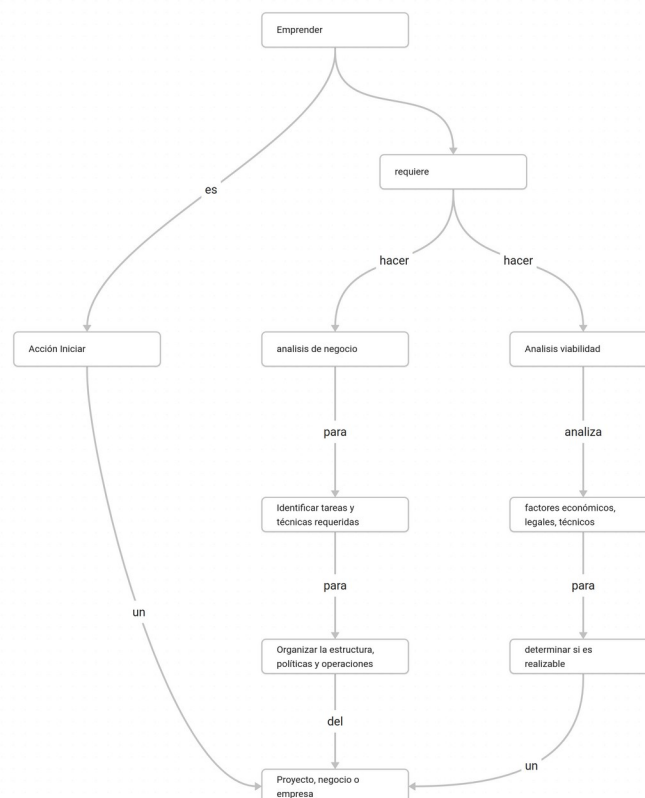 Emprender
es
requiere
hacer
hacer
Acción Iniciar
analisis de negocio
Analisis viabilidad
para
analiza
Identificar tareas y
técnicas requeridas
factores económicos,
legales, técnicos
para
para
un
Organizar la estructura,
políticas y operaciones
determinar si es
realizable
del
un
Proyecto, negocio o
empresa